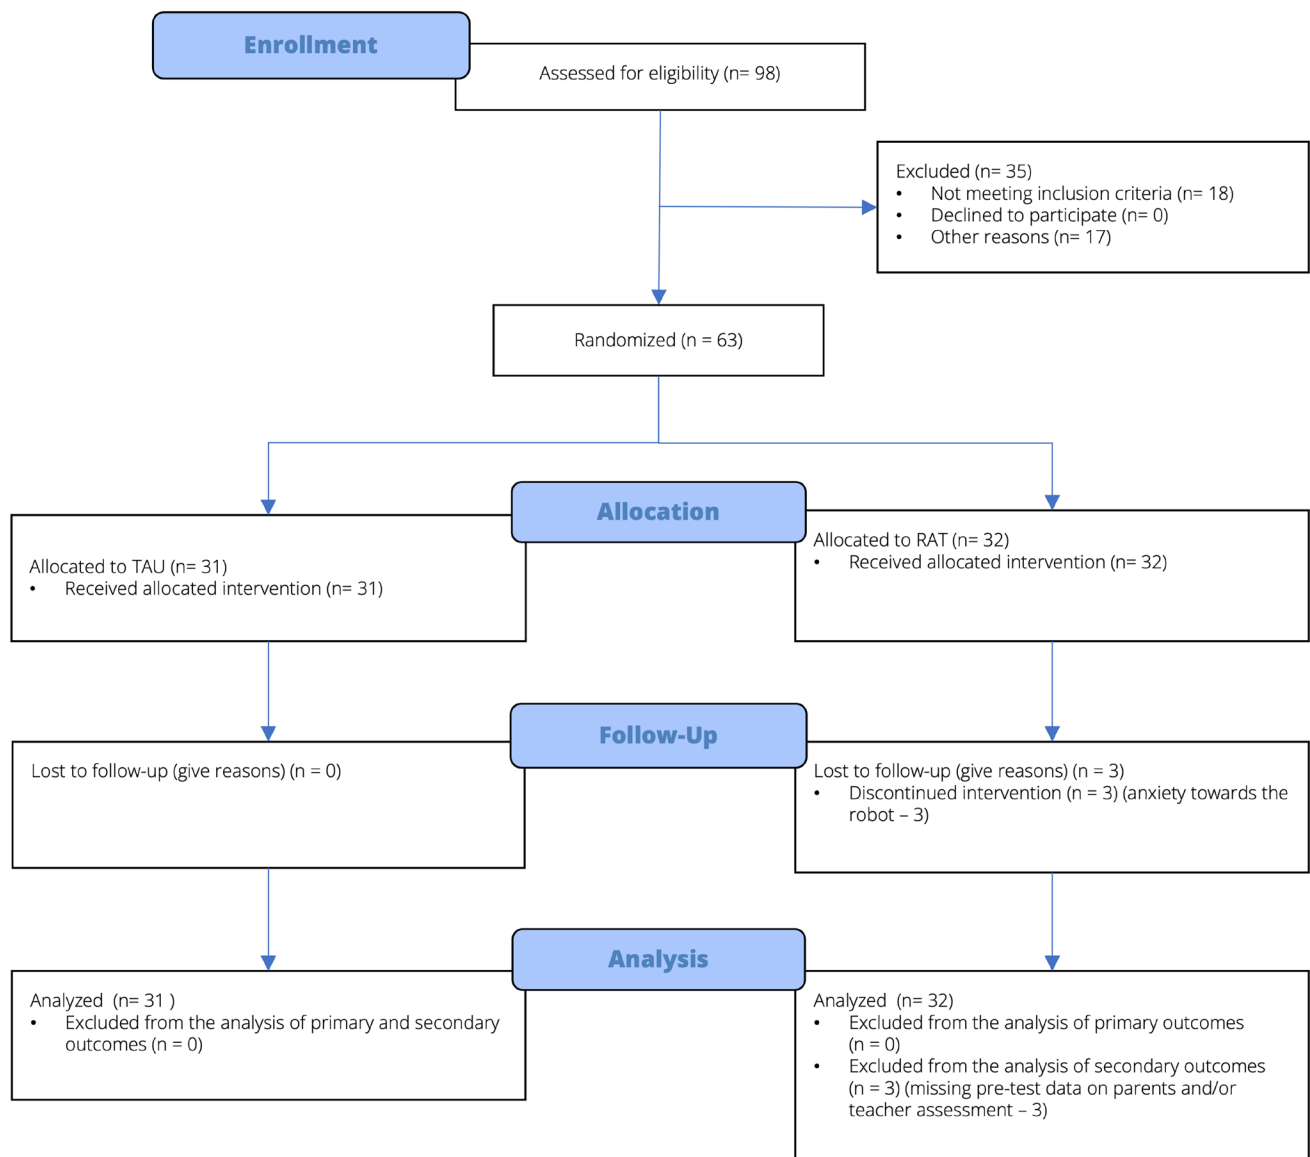 Enrollment
Assessed for eligibility (n= 98)
Excluded (n= 35)
• Not meeting inclusion criteria (n= 18)
• Declined to participate (n= 0)
• Other reasons (n= 17)
Randomized (n = 63)
Allocation
Allocated to TAU (n= 31)
• Received allocated intervention (n= 31)
Allocated to RAT (n= 32)
• Received allocated intervention (n= 32)
Follow-Up
Lost to follow-up (give reasons) (n = 0)
Lost to follow-up (give reasons) (n = 3)
• Discontinued intervention (n = 3) (anxiety towards the
robot – 3)
Analysis
Analyzed (n= 31 )
• Excluded from the analysis of primary and secondary
outcomes (n = 0)
Analyzed (n= 32)
• Excluded from the analysis of primary outcomes
(n = 0)
• Excluded from the analysis of secondary outcomes
(n = 3) (missing pre-test data on parents and/or
teacher assessment – 3)